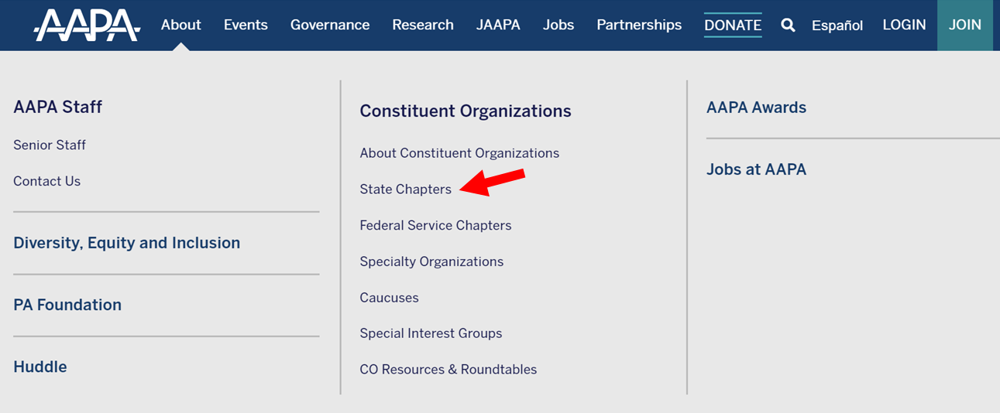 AAPA
About
Events
Governance
Research
JAAPA
Jobs
Partnerships
DONATE
Español
LOGIN
JOIN
AAPA Staff
Senior Staff
Contact Us
Diversity, Equity and Inclusion
PA Foundation
Huddle
Constituent Organizations
About Constituent Organizations
State Chapters
Federal Service Chapters
Specialty Organizations
Caucuses
Special Interest Groups
CO Resources & Roundtables
AAPA Awards
Jobs at AAPA